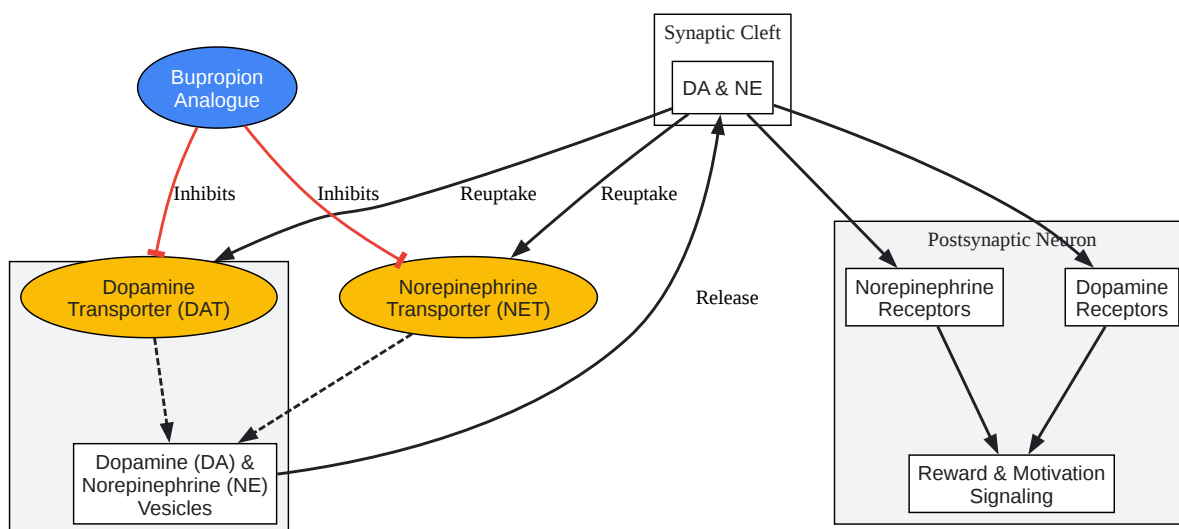 Synaptic Cleft
Bupropion
Analogue
DA & NE
Inhibits
Inhibits
Reuptake
Reuptake
Postsynaptic Neuron
Dopamine
Transporter (DAT)
Norepinephrine
Transporter (NET)
Release
Norepinephrine
Receptors
Dopamine
Receptors
Dopamine (DA) &
Norepinephrine (NE)
Vesicles
Reward & Motivation
Signaling